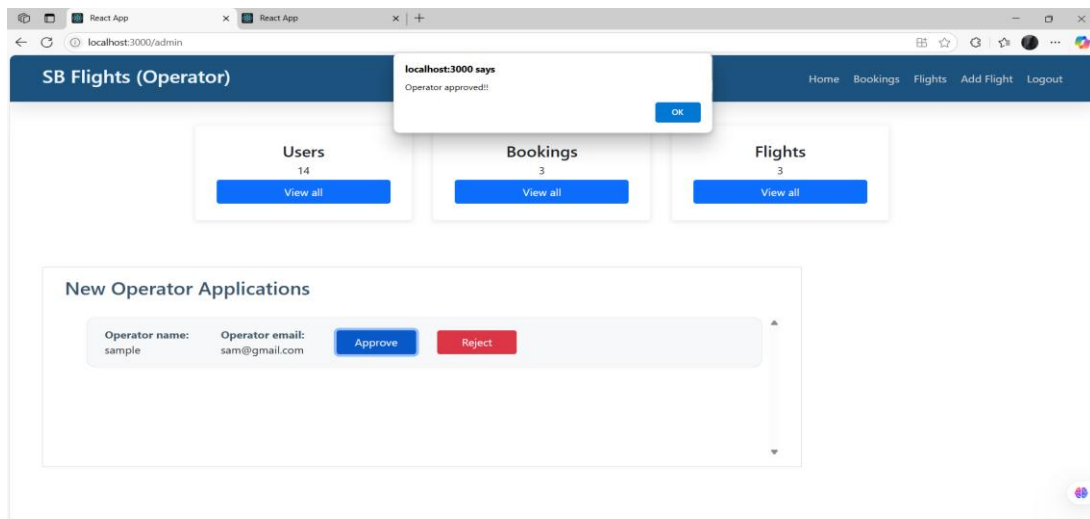 React App
React App
localhost:3000/admin
SB Flights (Operator)
Home Bookings Flights Add Flight Logout
localhost:3000 says
Operator approved!!
OK
Users
14
View all
Bookings
3
View all
Flights
3
View all
New Operator Applications
Operator name:
sample
Operator email:
sam@gmail.com
Approve
Reject